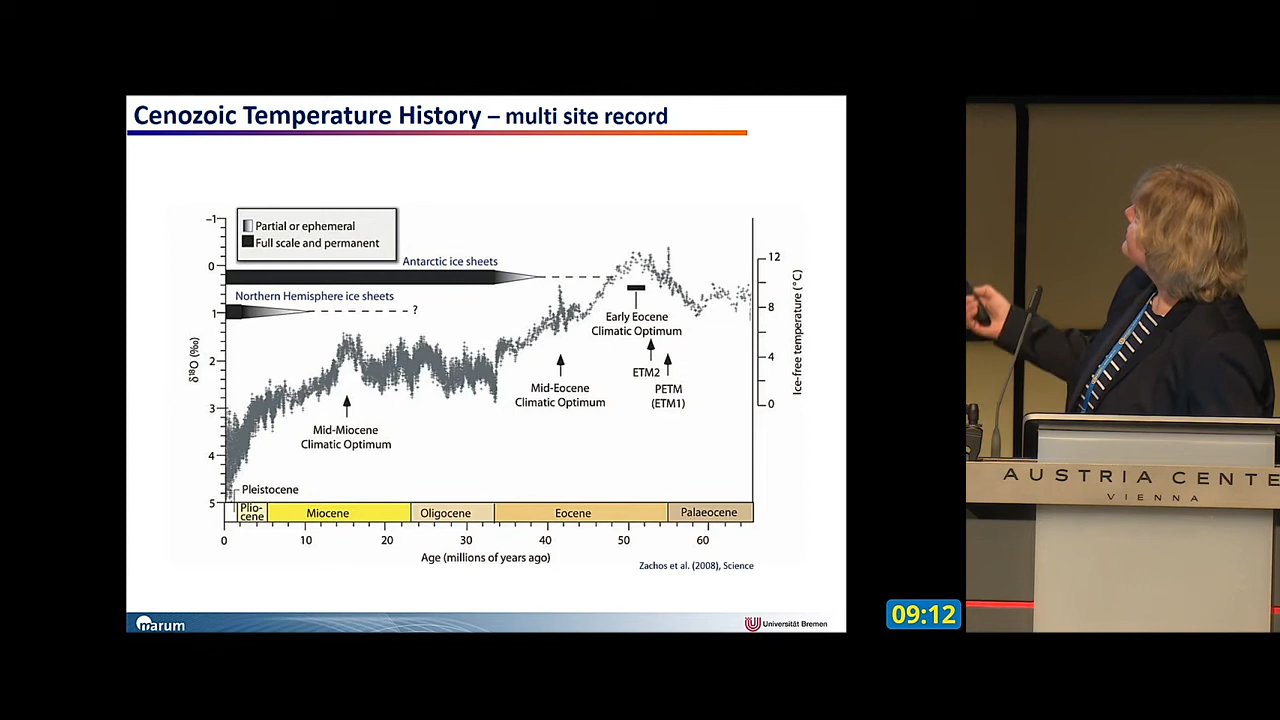 Cenozoic Temperature History – multi site record
Partial or ephemeral
Full scale and permanent
Antarctic ice sheets
Northern Hemisphere ice sheets
?
−1
0
1
2
3
4
5
δ¹⁸O (‰)
12
8
4
0
Ice-free temperature (°C)
Early Eocene
Climatic Optimum
ETM2
PETM
(ETM1)
Mid-Eocene
Climatic Optimum
Mid-Miocene
Climatic Optimum
Pleistocene
Plio-
cene
Miocene
Oligocene
Eocene
Palaeocene
0 10 20 30 40 50 60
Age (millions of years ago)
Zachos et al. (2008), Science
marum
Universität Bremen
09:12
AUSTRIA CENTE
VIENNA